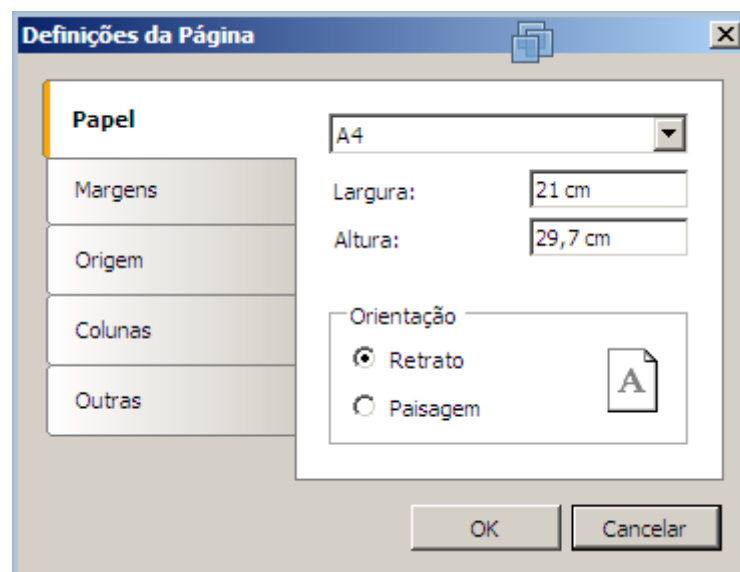 Definições da Página
Papel
Margens
Origem
Colunas
Outras
A4
Largura: 21 cm
Altura: 29,7 cm
Orientação
Retrato
Paisagem
A
OK Cancelar